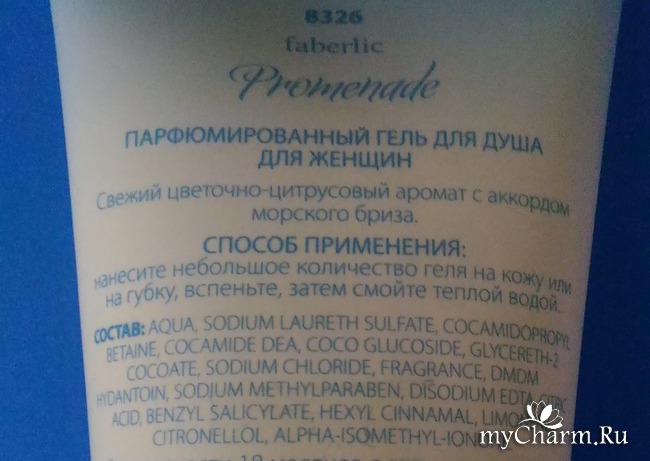 8326
faberlic
Promenade
ПАРФЮМИРОВАННЫЙ ГЕЛЬ ДЛЯ ДУША
ДЛЯ ЖЕНЩИН
Свежий цветочно-цитрусовый аромат с аккордом
морского бриза.
СПОСОБ ПРИМЕНЕНИЯ:
нанесите небольшое количество геля на кожу или
на губку, вспеньте, затем смойте теплой водой.
СОСТАВ: AQUA, SODIUM LAURETH SULFATE, COCAMIDOPROPYL
BETAINE, COCAMIDE DEA, COCO GLUCOSIDE, GLYCERETH-2
COCOATE, SODIUM CHLORIDE, FRAGRANCE, DMDM
HYDANTOIN, SODIUM METHYLPARABEN, DISODIUM EDTA, CITRIC
ACID, BENZYL SALICYLATE, HEXYL CINNAMAL,
CITRONELLOL, ALPHA-ISOMETHYL-
myCharm.Ru